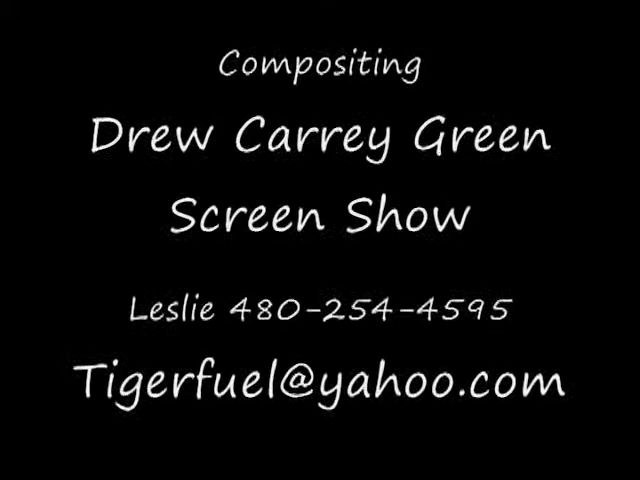 Compositing
Drew Carrey Green
Screen Show
Leslie 480-254-4595
Tigerfuel@yahoo.com